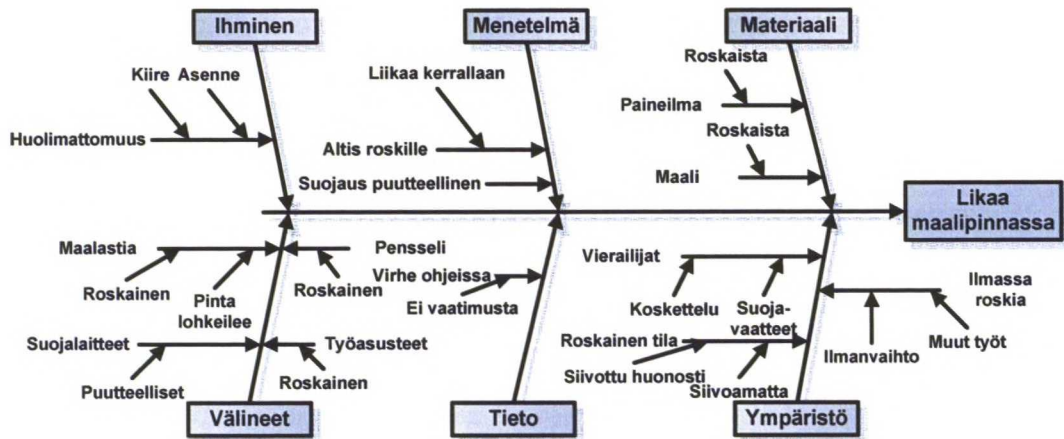 Ihminen
Menetelmä
Materiaali
Kiire Asenne
Huolimattomuus
Liikaa kerrallaan
Altis roskille
Suojaus puutteellinen
Roskaista
Paineilma
Roskaista
Maali
Likaa
maalipinnassa
Maalastia
Roskainen
Pinta
lohkeilee
Pensseli
Roskainen
Suojalaitteet
Puutteelliset
Työasusteet
Roskainen
Virhe ohjeissa
Ei vaatimusta
Vierailijat
Koskettelu
Suoja-
vaatteet
Ilmassa
roskia
Ilmanvaihto
Muut työt
Roskainen tila
Siivottu huonosti
Siivoamatta
Välineet
Tieto
Ympäristö